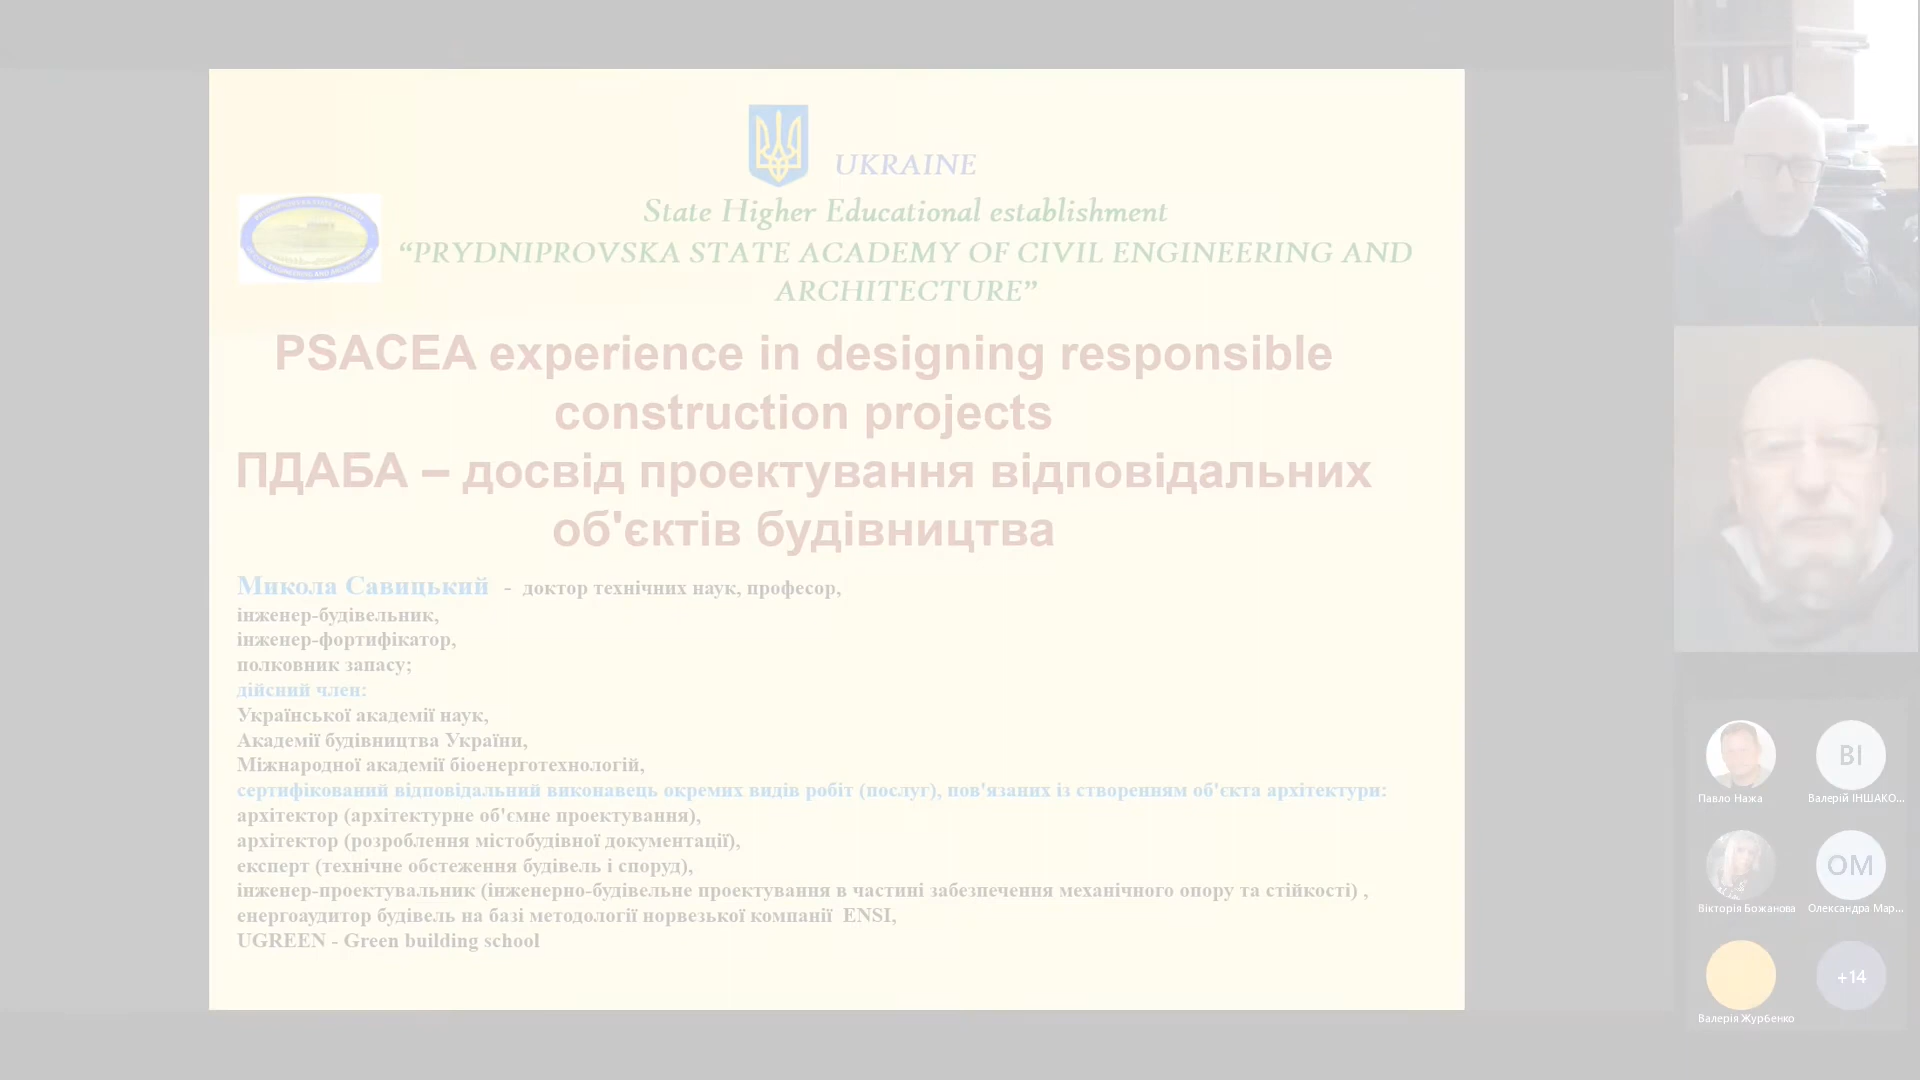 UKRAINE
State Higher Educational establishment
“PRYDNIPROVSKA STATE ACADEMY OF CIVIL ENGINEERING AND
ARCHITECTURE”
PSACEA experience in designing responsible
construction projects
ПДАБА – досвід проектування відповідальних
об'єктів будівництва
Микола Савицький - доктор технічних наук, професор,
інженер-будівельник,
інженер-фортифікатор,
полковник запасу;
дійсний член:
Української академії наук,
Академії будівництва України,
Міжнародної академії біоенерготехнологій,
сертифікований відповідальний виконавець окремих видів робіт (послуг), пов'язаних із створенням об'єкта архітектури:
архітектор (архітектурне об'ємне проектування),
архітектор (розроблення містобудівної документації),
експерт (технічне обстеження будівель і споруд),
інженер-проектувальник (інженерно-будівельне проектування в частині забезпечення механічного опору та стійкості) ,
енергоаудитор будівель на базі методології норвезької компанії ENSI,
UGREEN - Green building school
ВІ
Павло Нажа
Валерій ІНШАКО...
ОМ
Вікторія Божанова
Олександра Мар...
+14
Валерія Журбенко